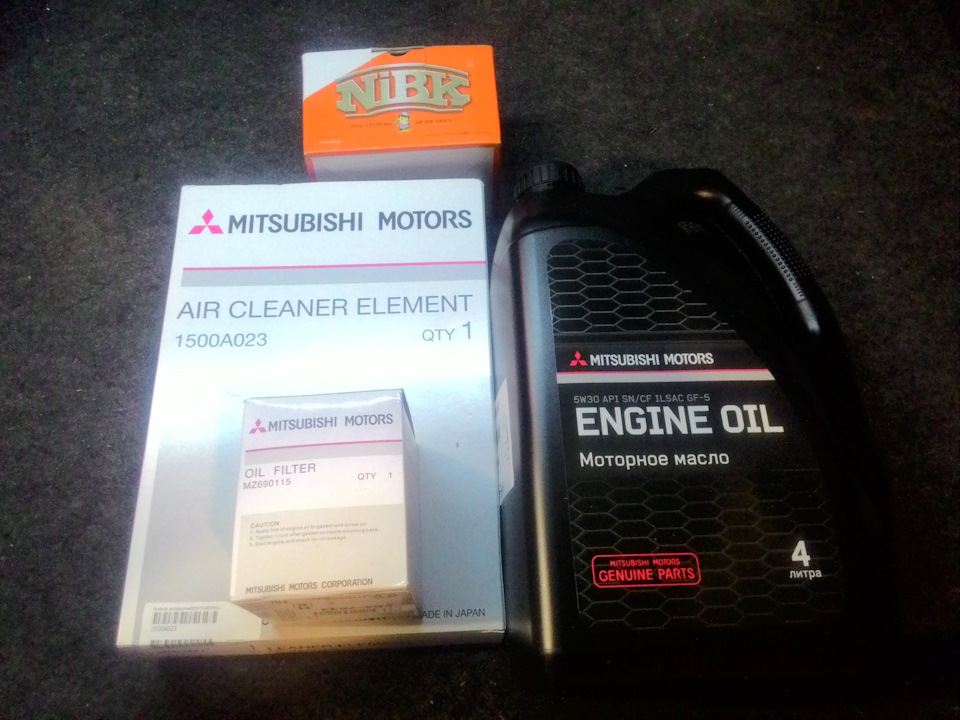 NiBK
MITSUBISHI MOTORS
AIR CLEANER ELEMENT
1500A023
QTY 1
MITSUBISHI MOTORS
OIL FILTER
MZ690115
QTY 1
CAUTION
MITSUBISHI MOTORS CORPORATION
MADE IN JAPAN
1500A023
MITSUBISHI MOTORS
5W30 API SN/CF ILSAC GF-5
ENGINE OIL
Моторное масло
MITSUBISHI MOTORS
GENUINE PARTS
4
литра